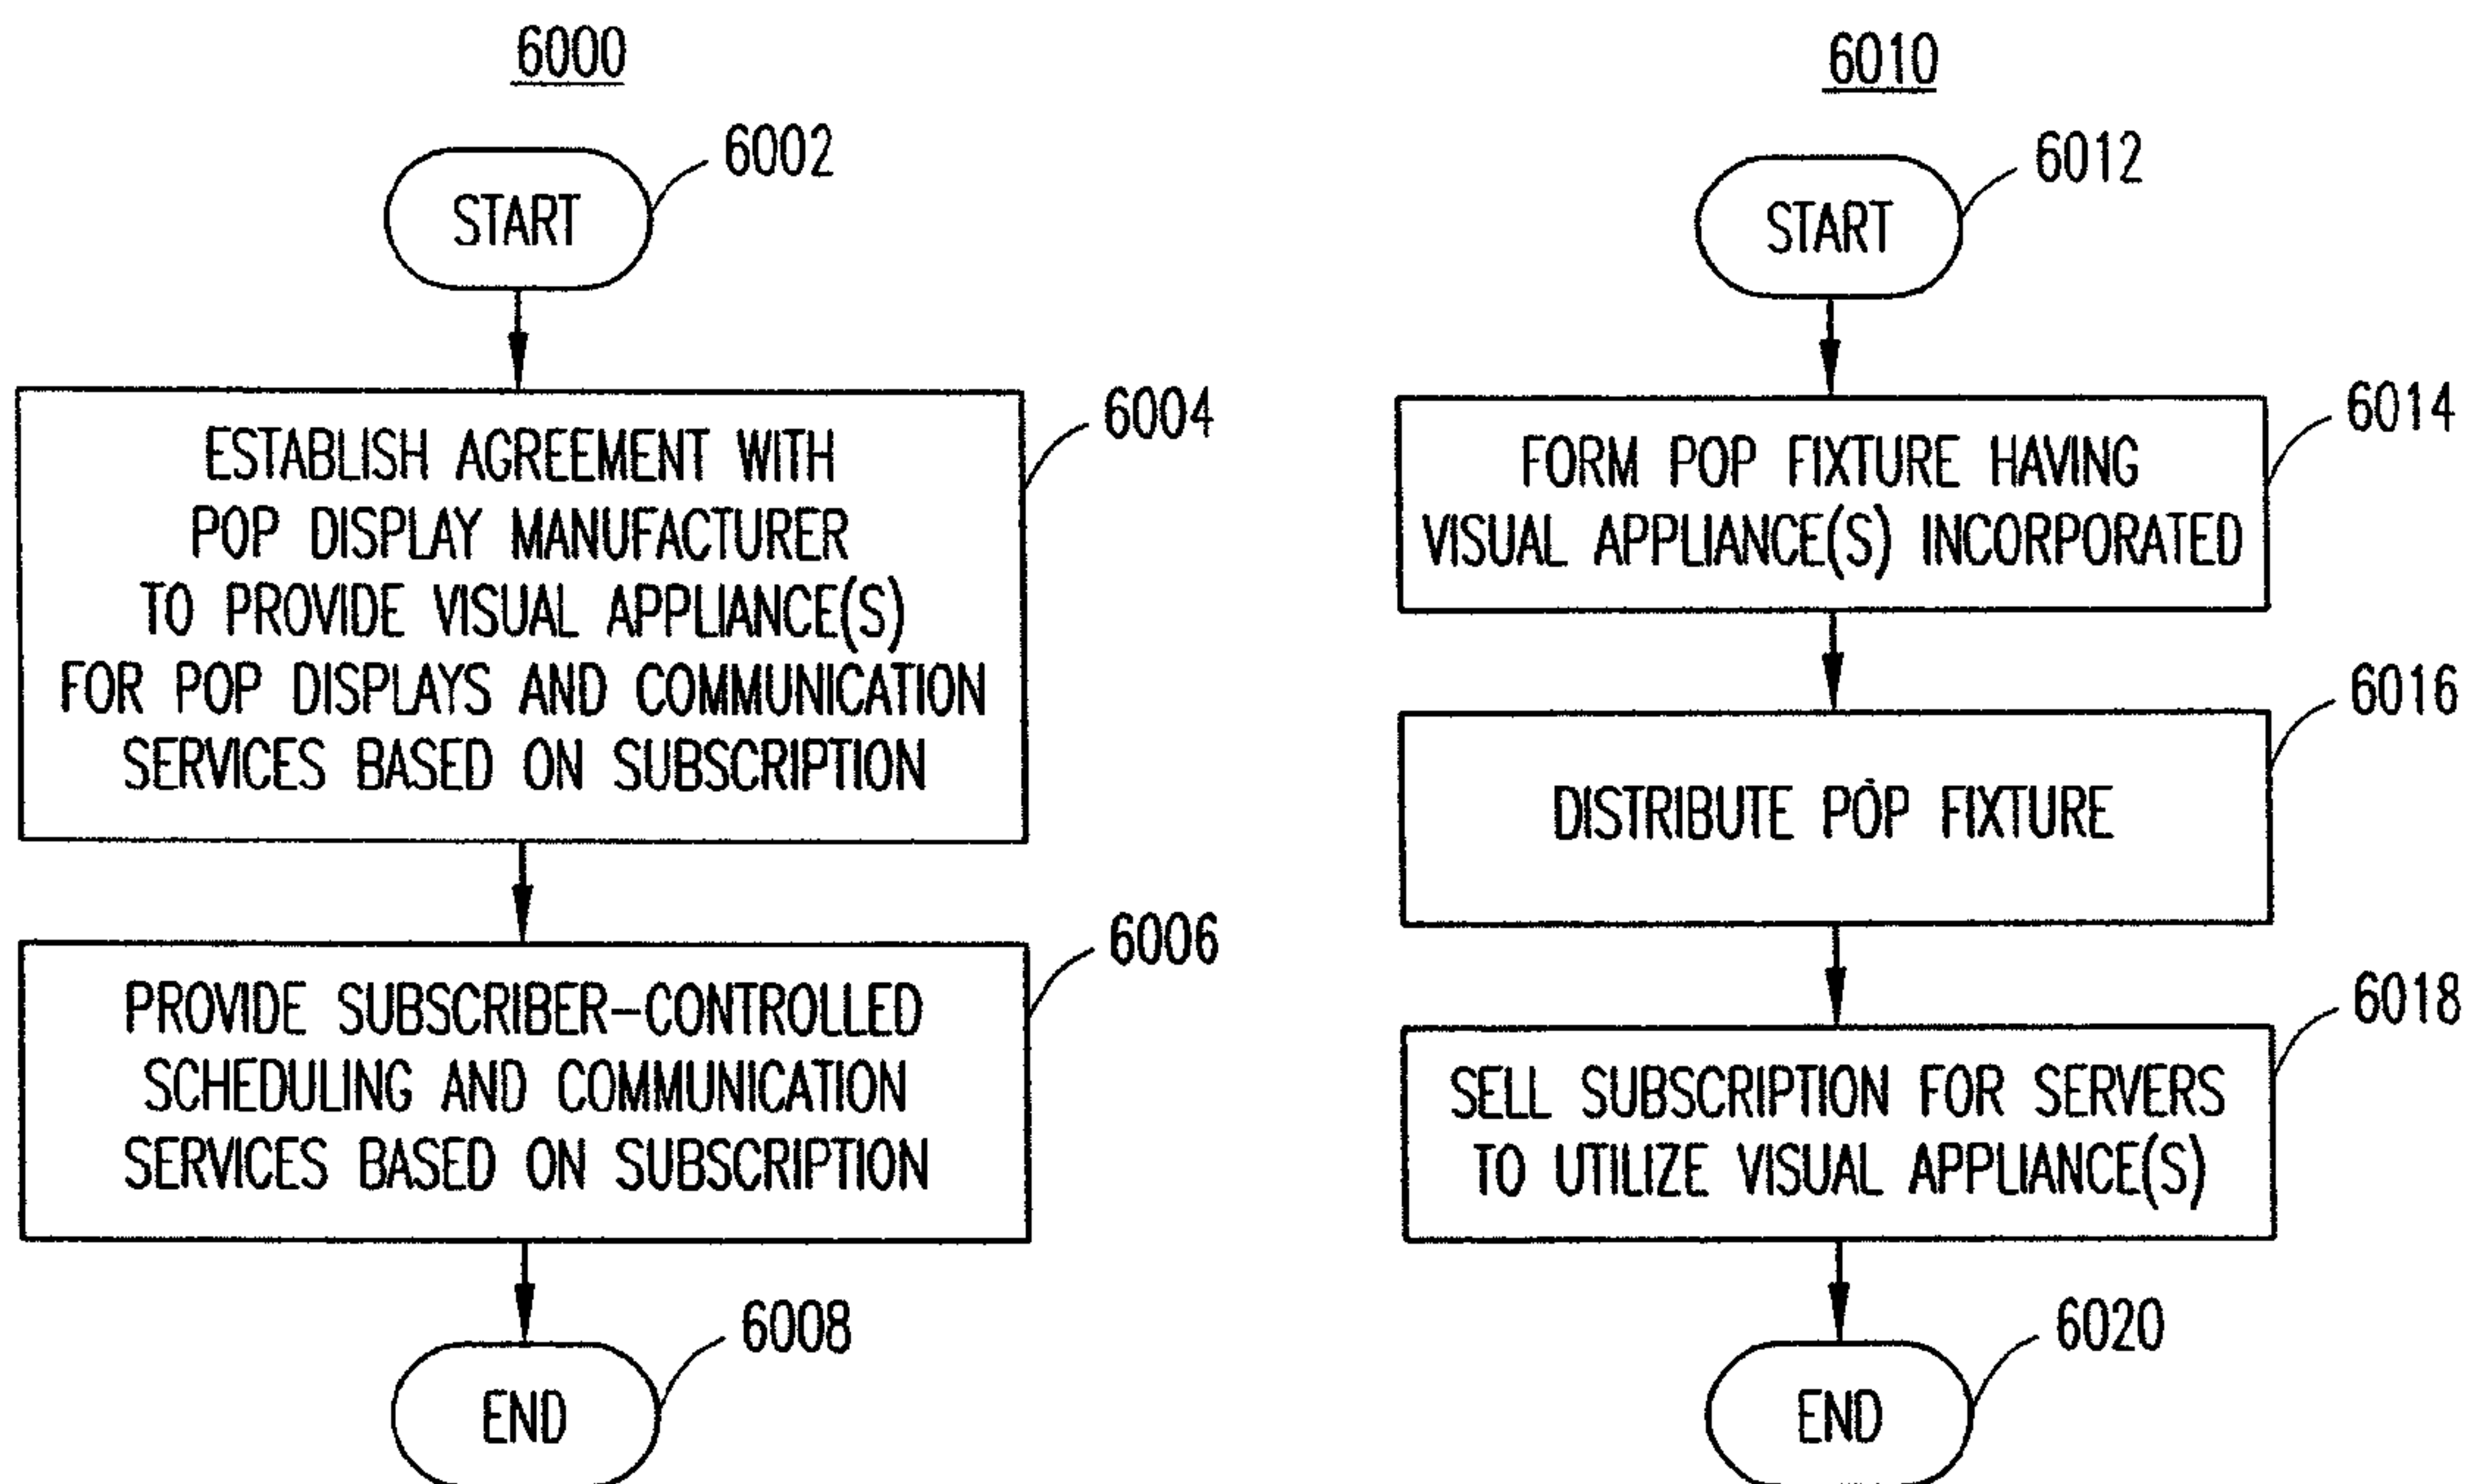 6000
START
6002
ESTABLISH AGREEMENT WITH
POP DISPLAY MANUFACTURER
TO PROVIDE VISUAL APPLIANCE(S)
FOR POP DISPLAYS AND COMMUNICATION
SERVICES BASED ON SUBSCRIPTION
6004
PROVIDE SUBSCRIBER-CONTROLLED
SCHEDULING AND COMMUNICATION
SERVICES BASED ON SUBSCRIPTION
6006
END
6008
6010
START
6012
FORM POP FIXTURE HAVING
VISUAL APPLIANCE(S) INCORPORATED
6014
DISTRIBUTE POP FIXTURE
6016
SELL SUBSCRIPTION FOR SERVERS
TO UTILIZE VISUAL APPLIANCE(S)
6018
END
6020